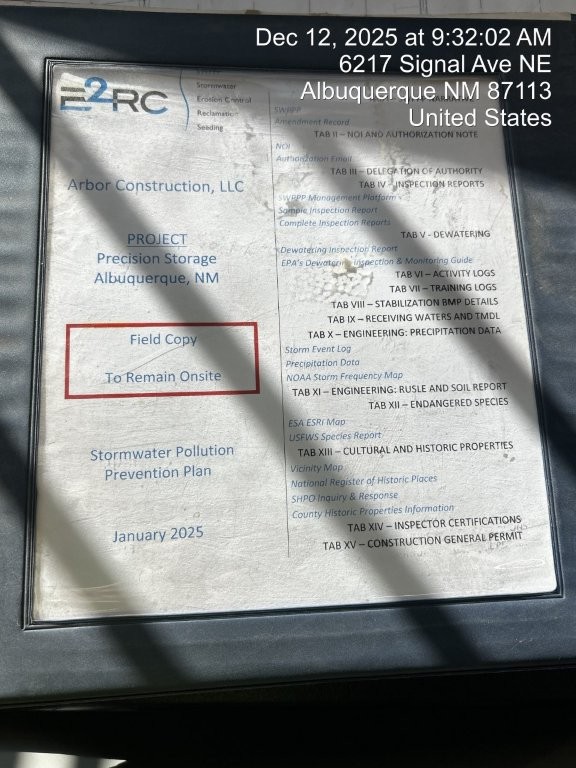 Dec 12, 2025 at 9:32:02 AM
6217 Signal Ave NE
Albuquerque NM 87113
United States
E2RC
Stormwater
Erosion Control
Reclamation
Seeding
Arbor Construction, LLC
PROJECT
Precision Storage
Albuquerque, NM
Field Copy
To Remain Onsite
Stormwater Pollution
Prevention Plan
January 2025
SWPPP
Amendment Record
TAB II – NOI AND AUTHORIZATION NOTE
NOI
Authorization Email
TAB III – DELEGATION OF AUTHORITY
TAB IV – INSPECTION REPORTS
SWPPP Management Platform
Sample Inspection Report
Complete Inspection Reports
TAB V - DEWATERING
Dewatering Inspection Report
EPA's Dewatering Inspection & Monitoring Guide
TAB VI – ACTIVITY LOGS
TAB VII – TRAINING LOGS
TAB VIII – STABILIZATION BMP DETAILS
TAB IX – RECEIVING WATERS AND TMDL
TAB X – ENGINEERING: PRECIPITATION DATA
Storm Event Log
Precipitation Data
NOAA Storm Frequency Map
TAB XI – ENGINEERING: RUSLE AND SOIL REPORT
TAB XII – ENDANGERED SPECIES
ESA ESRI Map
USFWS Species Report
TAB XIII – CULTURAL AND HISTORIC PROPERTIES
Vicinity Map
National Register of Historic Places
SHPO Inquiry & Response
County Historic Properties Information
TAB XIV – INSPECTOR CERTIFICATIONS
TAB XV – CONSTRUCTION GENERAL PERMIT